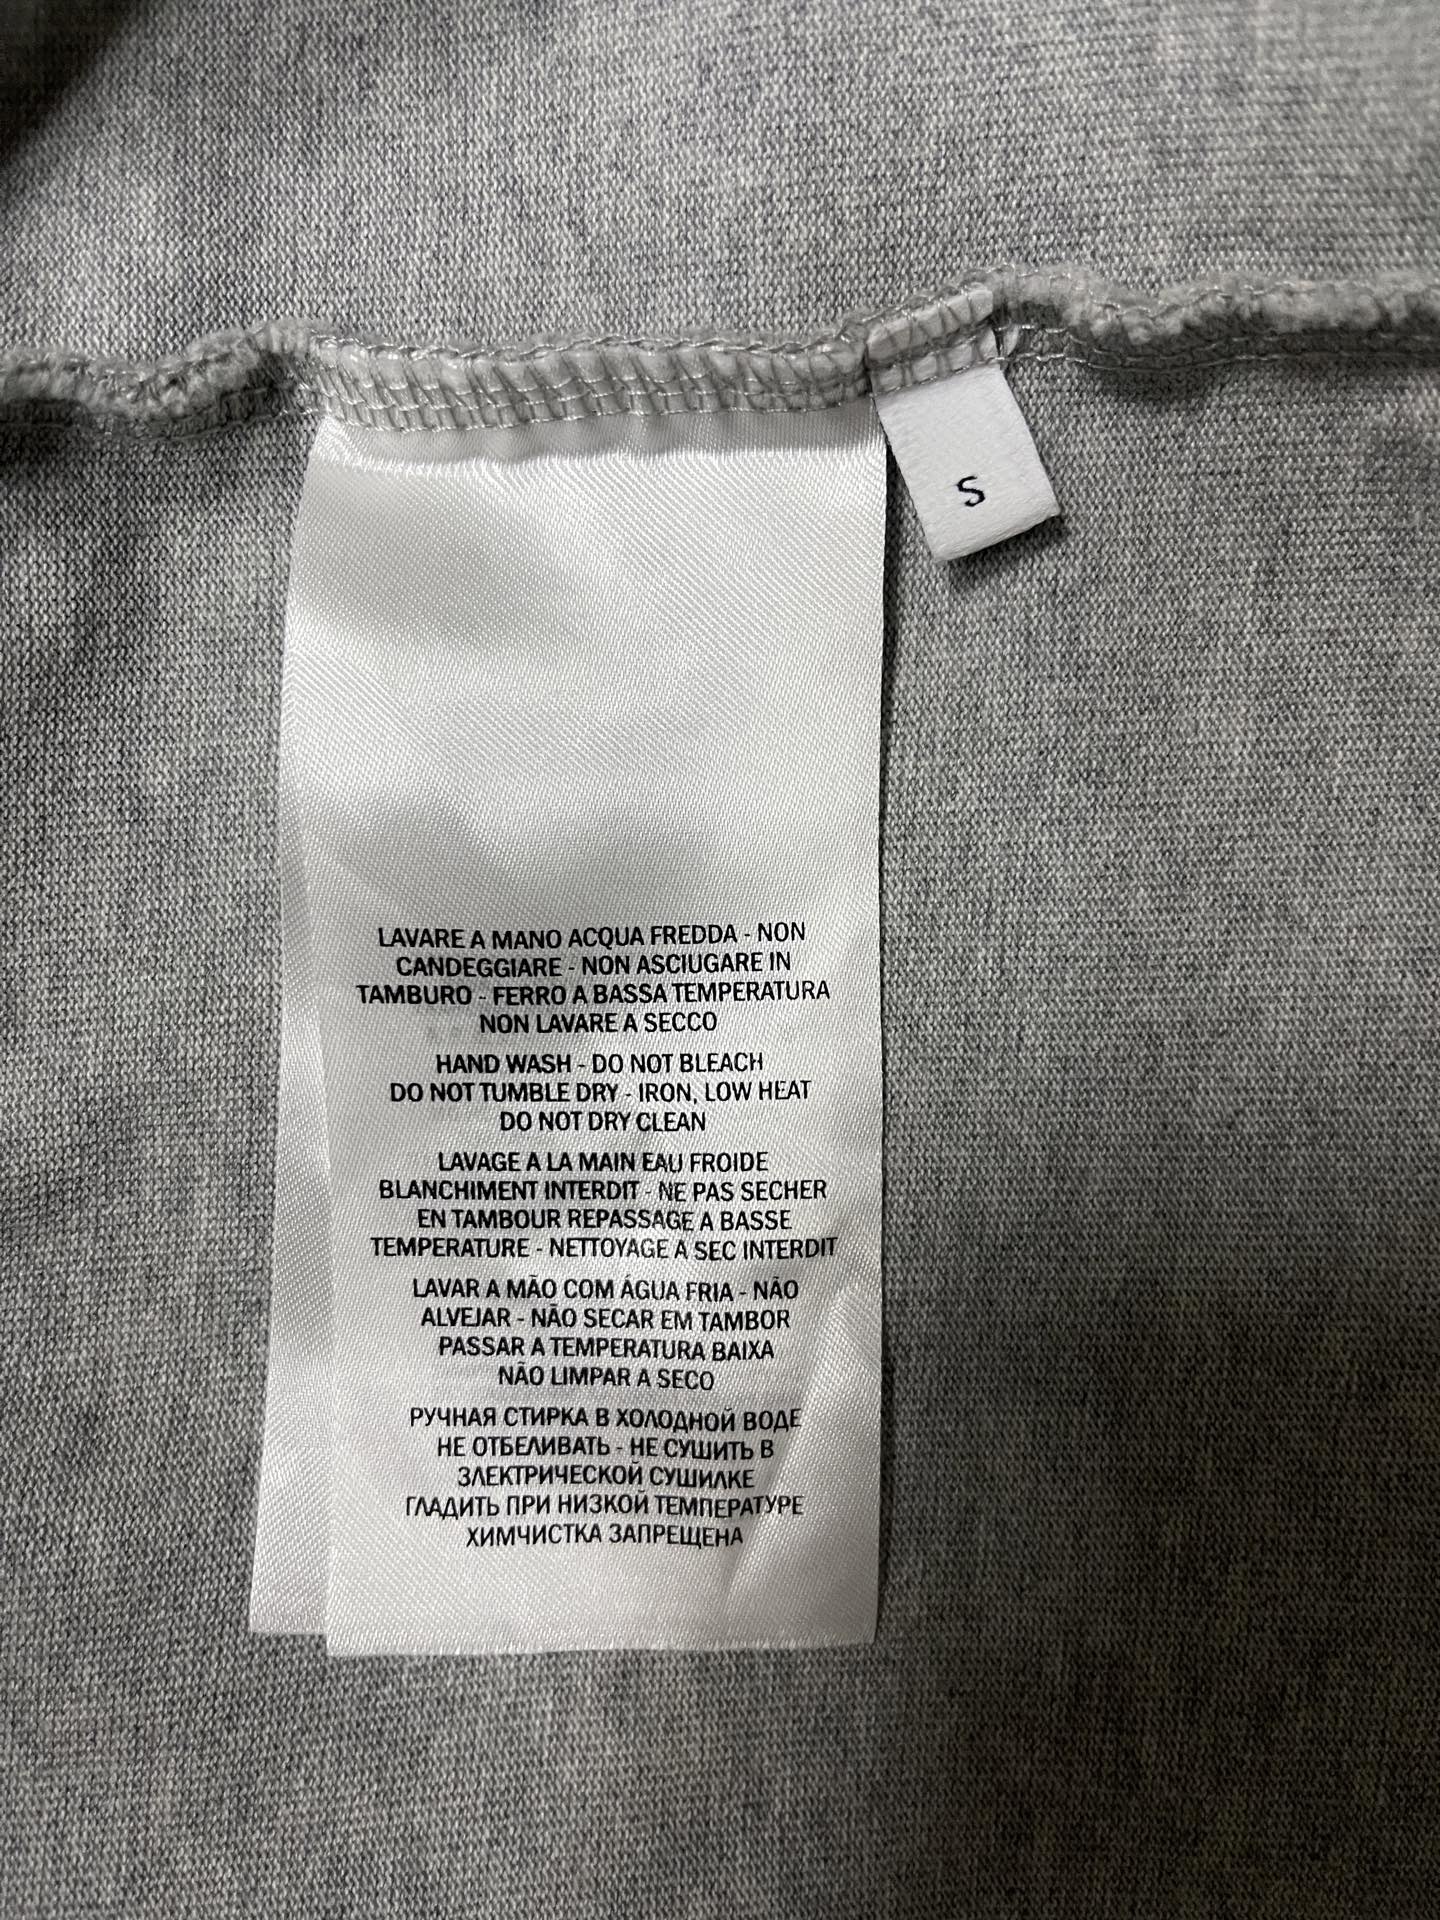 S
LAVARE A MANO ACQUA FREDDA - NON
CANDEGGIARE - NON ASCIUGARE IN
TAMBURO - FERRO A BASSA TEMPERATURA
NON LAVARE A SECCO
HAND WASH - DO NOT BLEACH
DO NOT TUMBLE DRY - IRON, LOW HEAT
DO NOT DRY CLEAN
LAVAGE A LA MAIN EAU FROIDE
BLANCHIMENT INTERDIT - NE PAS SECHER
EN TAMBOUR REPASSAGE A BASSE
TEMPERATURE - NETTOYAGE A SEC INTERDIT
LAVAR A MÃO COM ÁGUA FRIA - NÃO
ALVEJAR - NÃO SECAR EM TAMBOR
PASSAR A TEMPERATURA BAIXA
NÃO LIMPAR A SECO
РУЧНАЯ СТИРКА В ХОЛОДНОЙ ВОДЕ
НЕ ОТБЕЛИВАТЬ - НЕ СУШИТЬ В
ЗЛЕКТРИЧЕСКОЙ СУШИЛКЕ
ГЛАДИТЬ ПРИ НИЗКОЙ ТЕМПЕРАТУРЕ
ХИМЧИСТКА ЗАПРЕЩЕНА